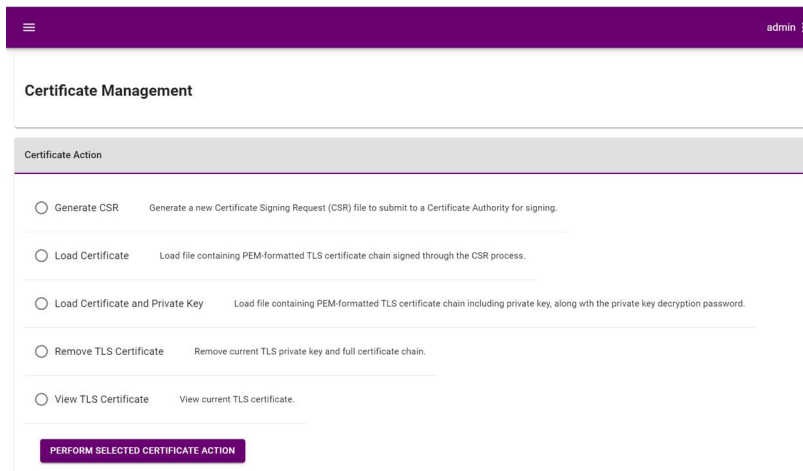 admin
Certificate Management
Certificate Action
Generate CSR Generate a new Certificate Signing Request (CSR) file to submit to a Certificate Authority for signing.
Load Certificate Load file containing PEM-formatted TLS certificate chain signed through the CSR process.
Load Certificate and Private Key Load file containing PEM-formatted TLS certificate chain including private key, along wth the private key decryption password.
Remove TLS Certificate Remove current TLS private key and full certificate chain.
View TLS Certificate View current TLS certificate.
PERFORM SELECTED CERTIFICATE ACTION